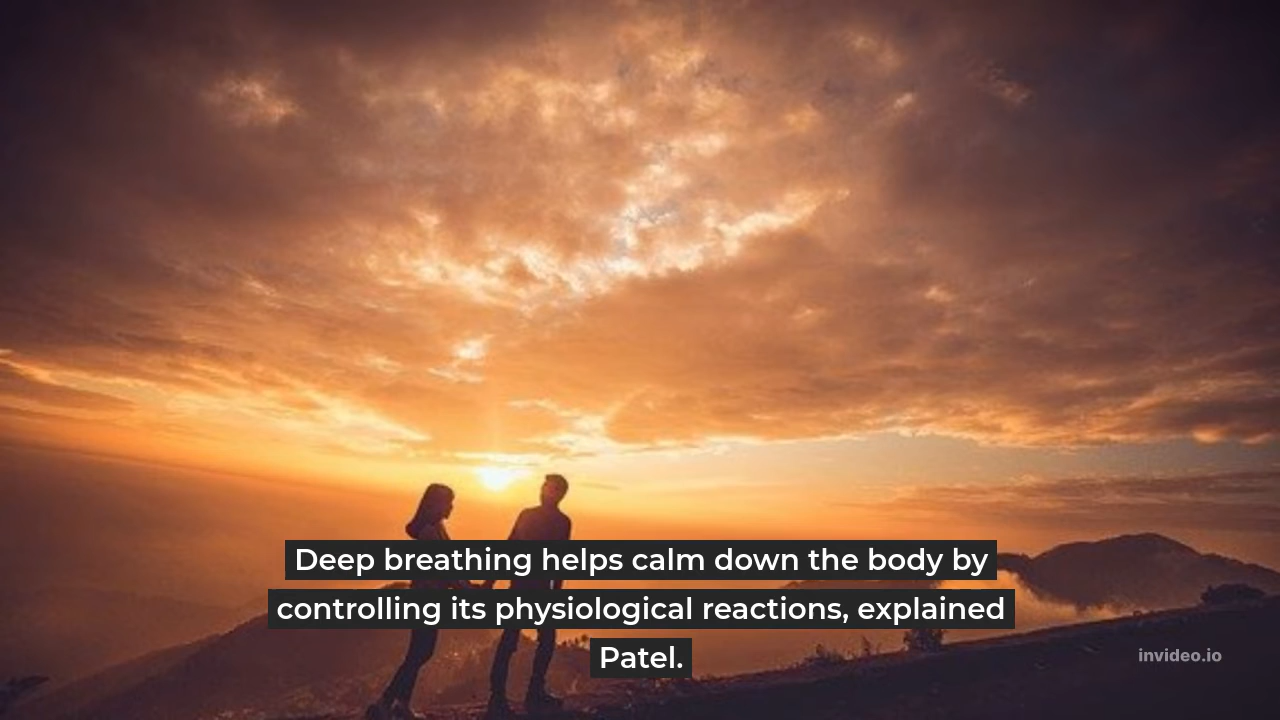 Deep breathing helps calm down the body by
controlling its physiological reactions, explained
Patel.
invideo.io